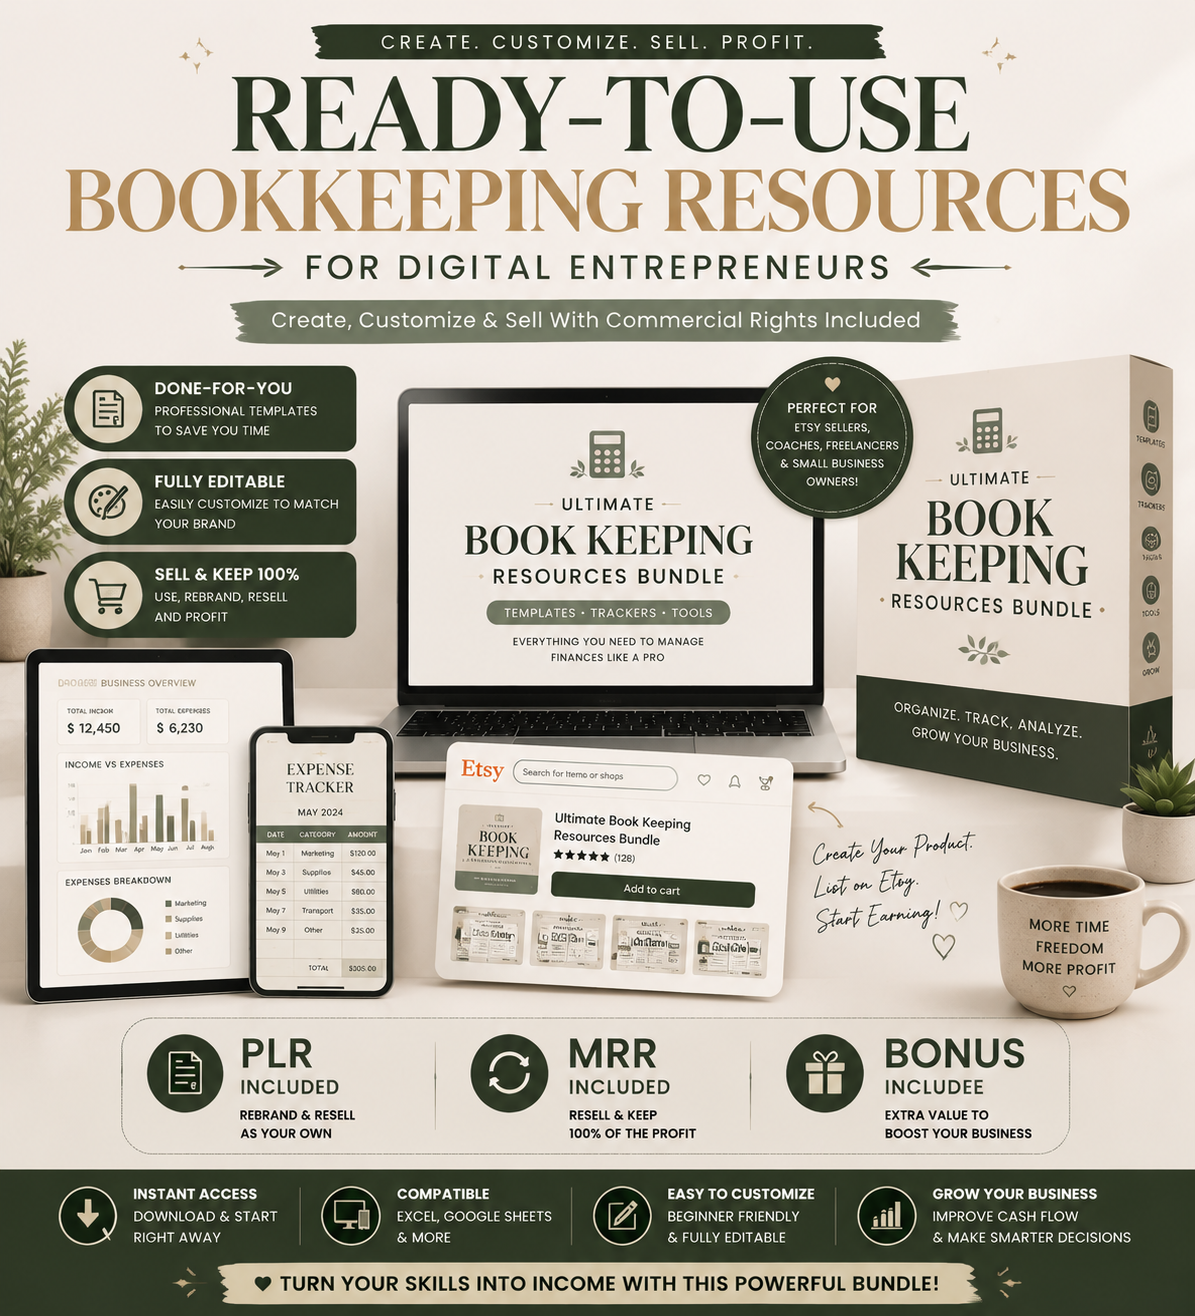 CREATE. CUSTOMIZE. SELL. PROFIT.
READY-TO-USE
BOOKKEEPING RESOURCES
FOR DIGITAL ENTREPRENEURS
Create, Customize & Sell With Commercial Rights Included
DONE-FOR-YOU
PROFESSIONAL TEMPLATES
TO SAVE YOU TIME
FULLY EDITABLE
EASILY CUSTOMIZE TO MATCH
YOUR BRAND
SELL & KEEP 100%
USE, REBRAND, RESELL
AND PROFIT
ULTIMATE
BOOK KEEPING
RESOURCES BUNDLE
TEMPLATES • TRACKERS • TOOLS
EVERYTHING YOU NEED TO MANAGE
FINANCES LIKE A PRO
PERFECT FOR
ETSY SELLERS,
COACHES, FREELANCERS
& SMALL BUSINESS
OWNERS!
ULTIMATE
BOOK
KEEPING
RESOURCES BUNDLE
ORGANIZE. TRACK, ANALYZE.
GROW YOUR BUSINESS.
TEMPLATES
TOOLS
BUSINESS OVERVIEW
TOTAL
$ 12,450
TOTAL
$ 6,230
INCOME VS EXPENSES
Jan Feb Mar Apr May Jun Jul
EXPENSES BREAKDOWN
Marketing
Supplies
Other
EXPENSE
TRACKER
MAY 2024
DATE CATEGORY AMOUNT
May 1 Marketing $120.00
May 3 Supplies $45.00
May 5 Utilities $80.00
May 7 Transport $35.00
May 9 Other $25.00
TOTAL $305.00
Etsy
Search for Items or shops
BOOK
KEEPING
Ultimate Book Keeping
Resources Bundle
★★★★★ (128)
Add to cart
Create Your Product.
List on Etsy.
Start Earning!
MORE TIME
FREEDOM
MORE PROFIT
PLR
INCLUDED
REBRAND & RESELL
AS YOUR OWN
MRR
INCLUDED
RESELL & KEEP
100% OF THE PROFIT
BONUS
INCLUDEE
EXTRA VALUE TO
BOOST YOUR BUSINESS
INSTANT ACCESS
DOWNLOAD & START
RIGHT AWAY
COMPATIBLE
EXCEL, GOOGLE SHEETS
& MORE
EASY TO CUSTOMIZE
BEGINNER FRIENDLY
& FULLY EDITABLE
GROW YOUR BUSINESS
IMPROVE CASH FLOW
& MAKE SMARTER DECISIONS
TURN YOUR SKILLS INTO INCOME WITH THIS POWERFUL BUNDLE!